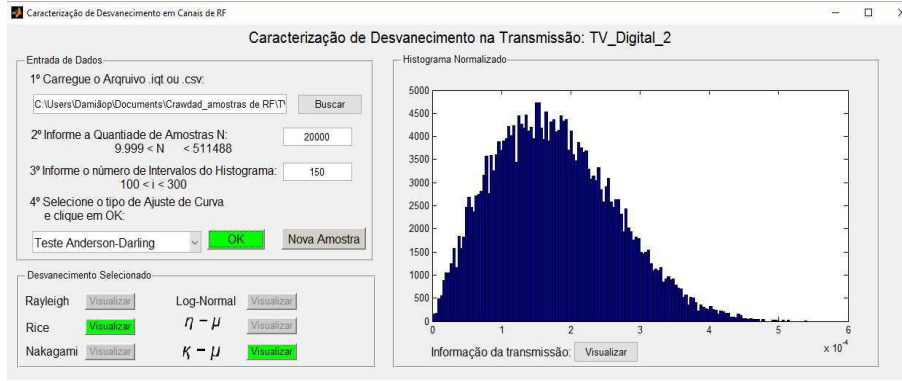 Caracterização de Desvanecimento em Canais de RF
Caracterização de Desvanecimento na Transmissão: TV_Digital_2
Entrada de Dados
1º Carregue o Arqruivo .iqt ou .csv:
C:\Users\Damiãop\Documents\Crawdad_amostras de RF\T
Buscar
2º Informe a Quantiade de Amostras N:
20000
9.999 < N < 511488
3º Informe o número de Intervalos do Histograma:
150
100 < i < 300
4º Selecione o tipo de Ajuste de Curva
e clique em OK:
Teste Anderson-Darling
OK
Nova Amostra
Desvanecimento Selecionado
Rayleigh Visualizar Log-Normal Visualizar
Rice Visualizar η – μ Visualizar
Nakagami Visualizar κ – μ Visualizar
Histograma Normalizado
5000
4500
4000
3500
3000
2500
2000
1500
1000
500
0
0 1 2 3 4 5 6
x 10^-4
Informação da transmissão: Visualizar